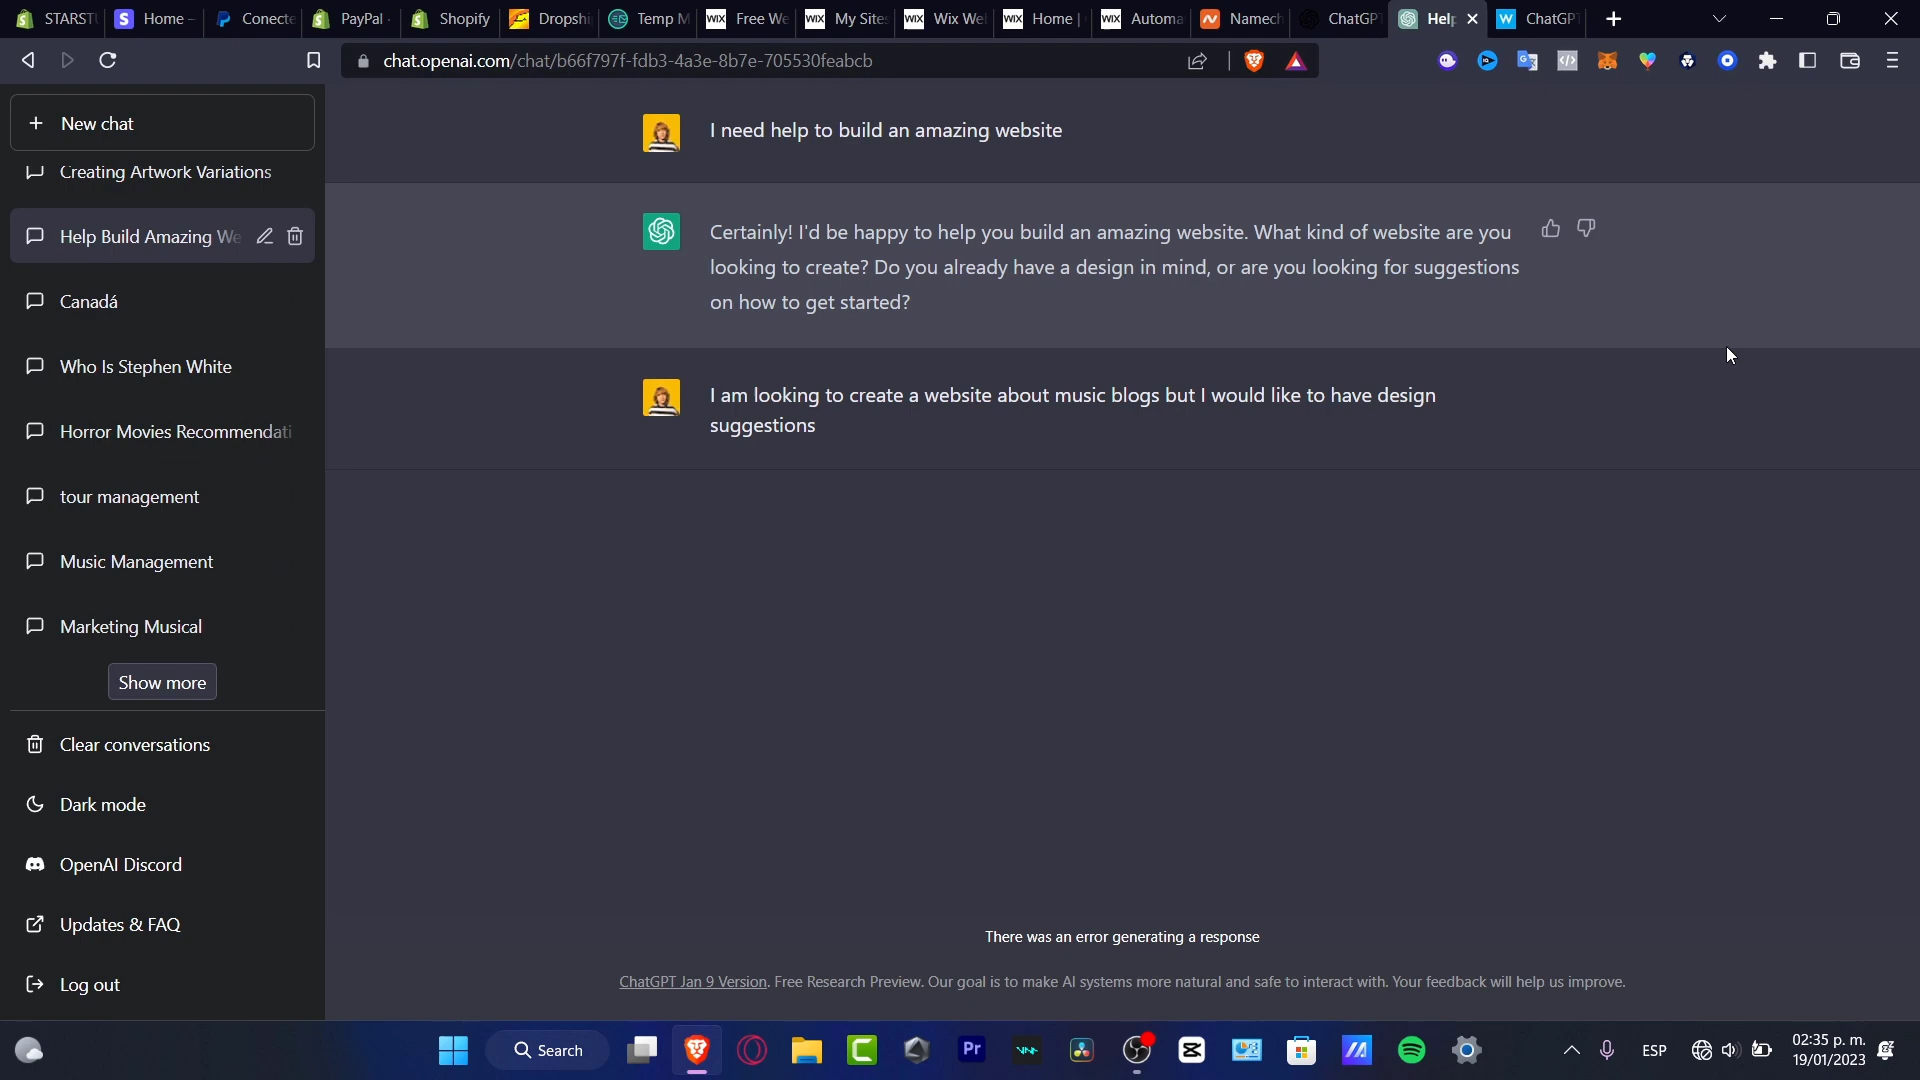 STARST
Home -
Conecte
PayPal
Shopify
Dropshi
Temp M
WIX Free We
WIX My Site
WIX Wix We
WIX Home |
WIX Automa
Namech
ChatGP
Help
W ChatGP
chat.openai.com/chat/b66f797f-fdb3-4a3e-8b7e-705530feabcb
New chat
Creating Artwork Variations
Help Build Amazing We
Canadá
Who Is Stephen White
Horror Movies Recommendati
tour management
Music Management
Marketing Musical
Show more
Clear conversations
Dark mode
OpenAI Discord
Updates & FAQ
Log out
I need help to build an amazing website
Certainly! I'd be happy to help you build an amazing website. What kind of website are you
looking to create? Do you already have a design in mind, or are you looking for suggestions
on how to get started?
I am looking to create a website about music blogs but I would like to have design
suggestions
There was an error generating a response
ChatGPT Jan 9 Version. Free Research Preview. Our goal is to make AI systems more natural and safe to interact with. Your feedback will help us improve.
Search
Pr
ESP
02:35 p. m.
19/01/2023